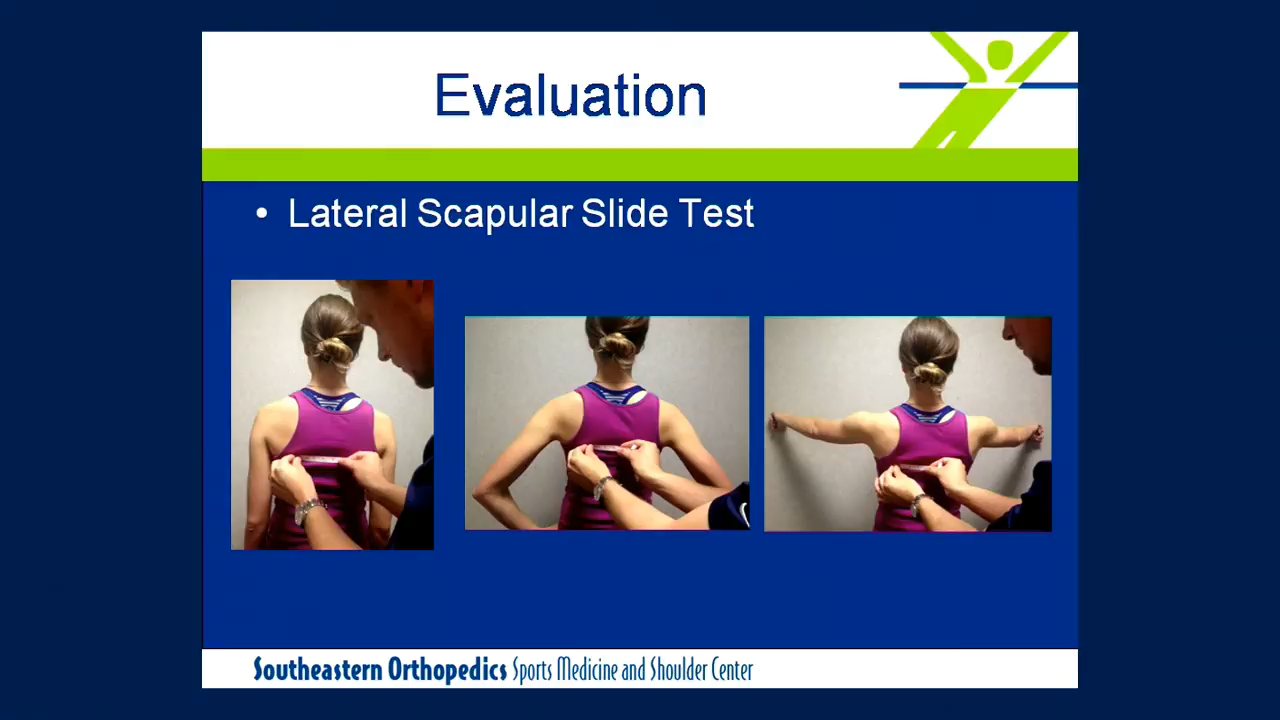 Evaluation
• Lateral Scapular Slide Test
Southeastern Orthopedics Sports Medicine and Shoulder Center